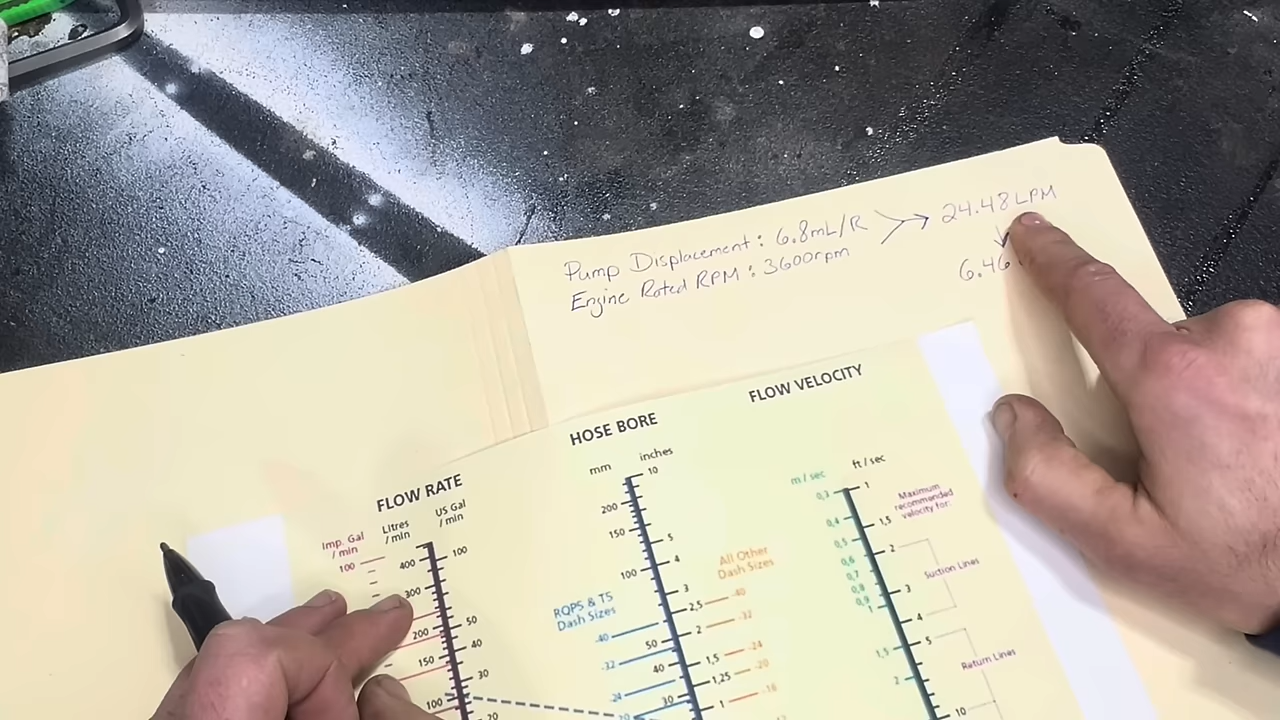 Pump Displacement : 6.8mL/R
Engine Rated RPM : 3600rpm
24.48 LPM
6.46
FLOW RATE
Imp. Gal / min
Litres / min
US Gal / min
100
400
300
200
150
100
100
50
40
30
20
HOSE BORE
mm
inches
200
150
100
50
40
30
10
5
4
3
2,5
2
1,5
1,25
1
RQP5 & T5
Dash Sizes
-40
-32
-24
All Other
Dash Sizes
-40
-32
-24
-20
-16
FLOW VELOCITY
m / sec
ft / sec
0,3
0,4
0,5
0,6
0,7
0,8
0,9
1
1,5
2
1
1,5
2
3
4
5
10
Maximum
recommended
velocity for:
Suction Lines
Return Lines